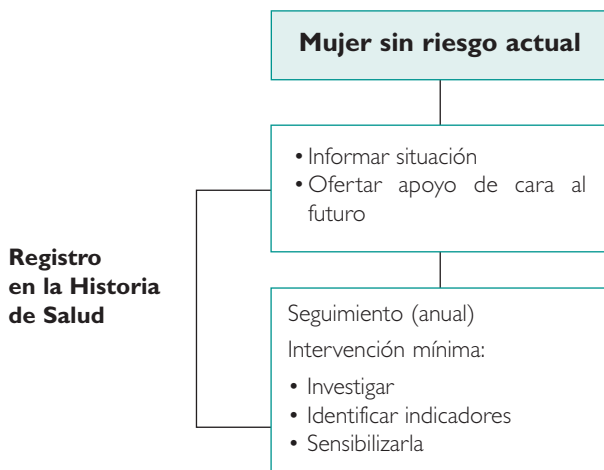 Mujer sin riesgo actual
• Informar situación
• Ofertar apoyo de cara al
futuro
Registro
en la Historia
de Salud
Seguimiento (anual)
Intervención mínima:
• Investigar
• Identificar indicadores
• Sensibilizarla